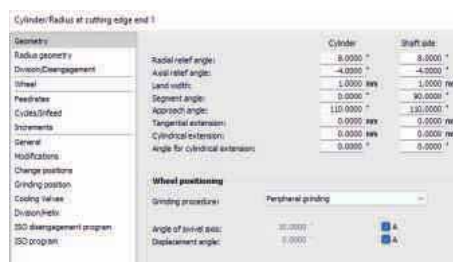 Cylinder/Radius at cutting edge end 1
Geometry
Radius geometry
Division/Disengagement
Wheel
Feedrates
Cycles/Infeed
Increments
General
Modifications
Change positions
Grinding position
Cooling Valves
Division/Helix
ISO disengagement program
ISO program
Cylinder Shaft side
Radial relief angle: 8.0000 ° 8.0000 °
Axial relief angle: -4.0000 ° -4.0000 °
Land width: 1.0000 mm 1.0000 mm
Segment angle: 0.0000 ° 90.0000 °
Approach angle: 110.0000 ° 110.0000 °
Tangential extension: 0.0000 mm 0.0000 mm
Cylindrical extension: 0.0000 mm 0.0000 mm
Angle for cylindrical extension: 0.0000 ° 0.0000 °
Wheel positioning
Grinding procedure: Peripheral grinding
Angle of swivel axis: A
Displacement angle: 0.0000 A